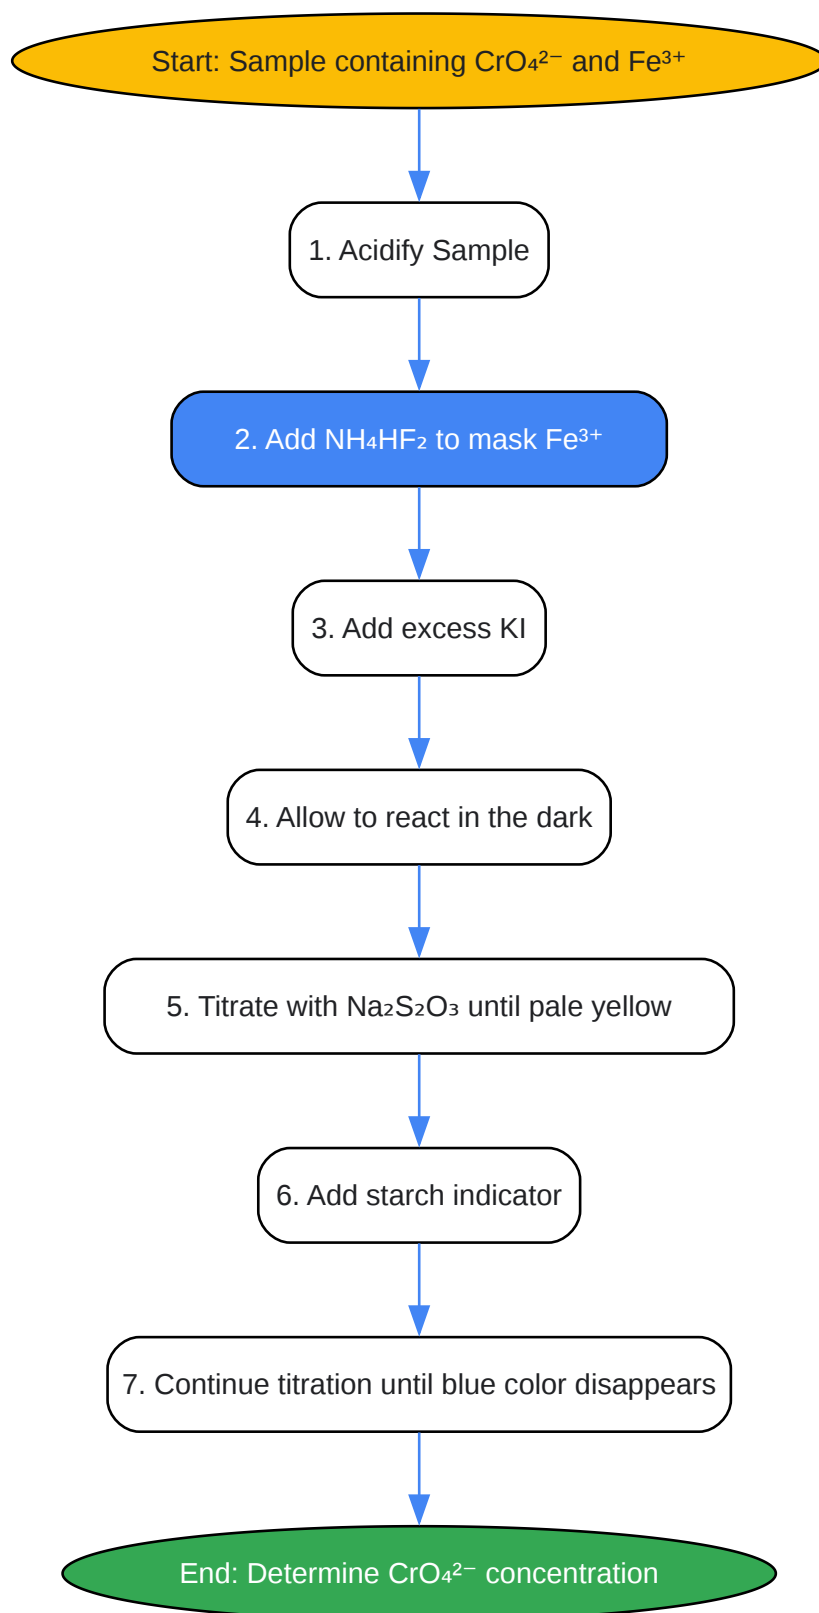 Start: Sample containing CrO₄²⁻ and Fe³⁺
1. Acidify Sample
2. Add NH₄HF₂ to mask Fe³⁺
3. Add excess KI
4. Allow to react in the dark
5. Titrate with Na₂S₂O₃ until pale yellow
6. Add starch indicator
7. Continue titration until blue color disappears
End: Determine CrO₄²⁻ concentration